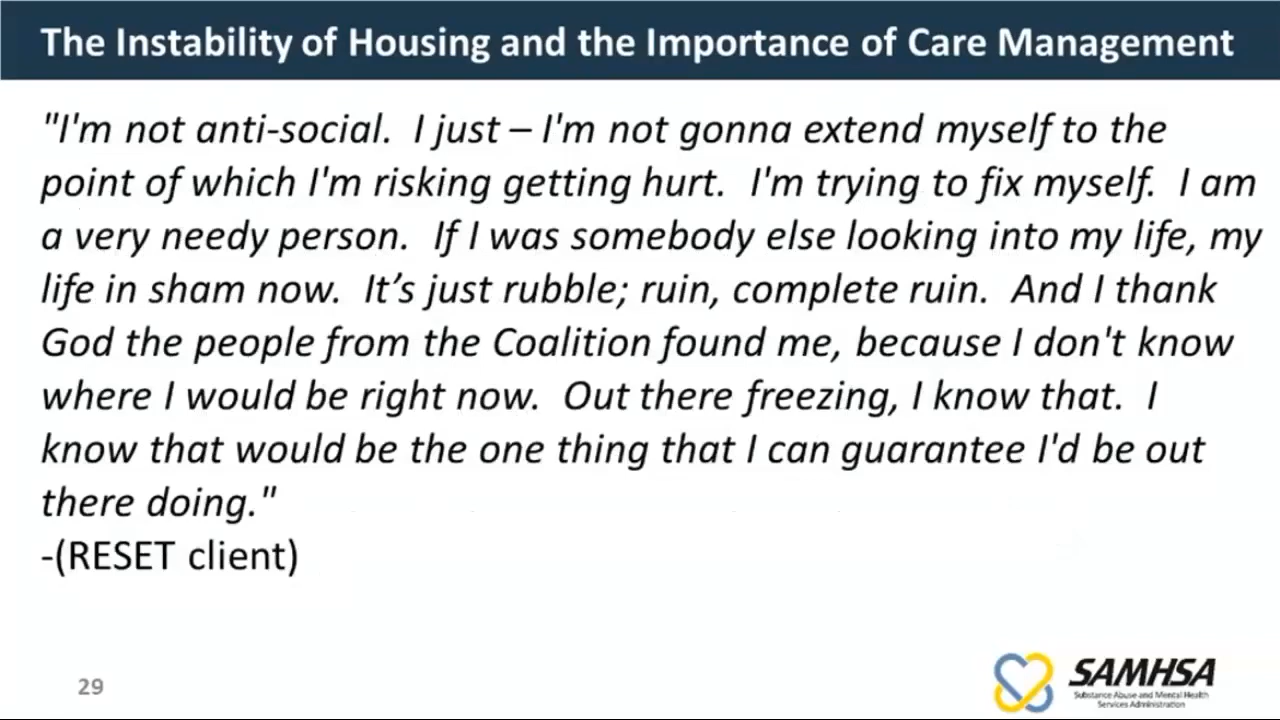 The Instability of Housing and the Importance of Care Management
"I'm not anti-social.  I just – I'm not gonna extend myself to the
point of which I'm risking getting hurt.  I'm trying to fix myself.  I am
a very needy person.  If I was somebody else looking into my life, my
life in sham now.  It’s just rubble; ruin, complete ruin.  And I thank
God the people from the Coalition found me, because I don't know
where I would be right now.  Out there freezing, I know that.  I
know that would be the one thing that I can guarantee I'd be out
there doing."
-(RESET client)
29
SAMHSA
Substance Abuse and Mental Health
Services Administration